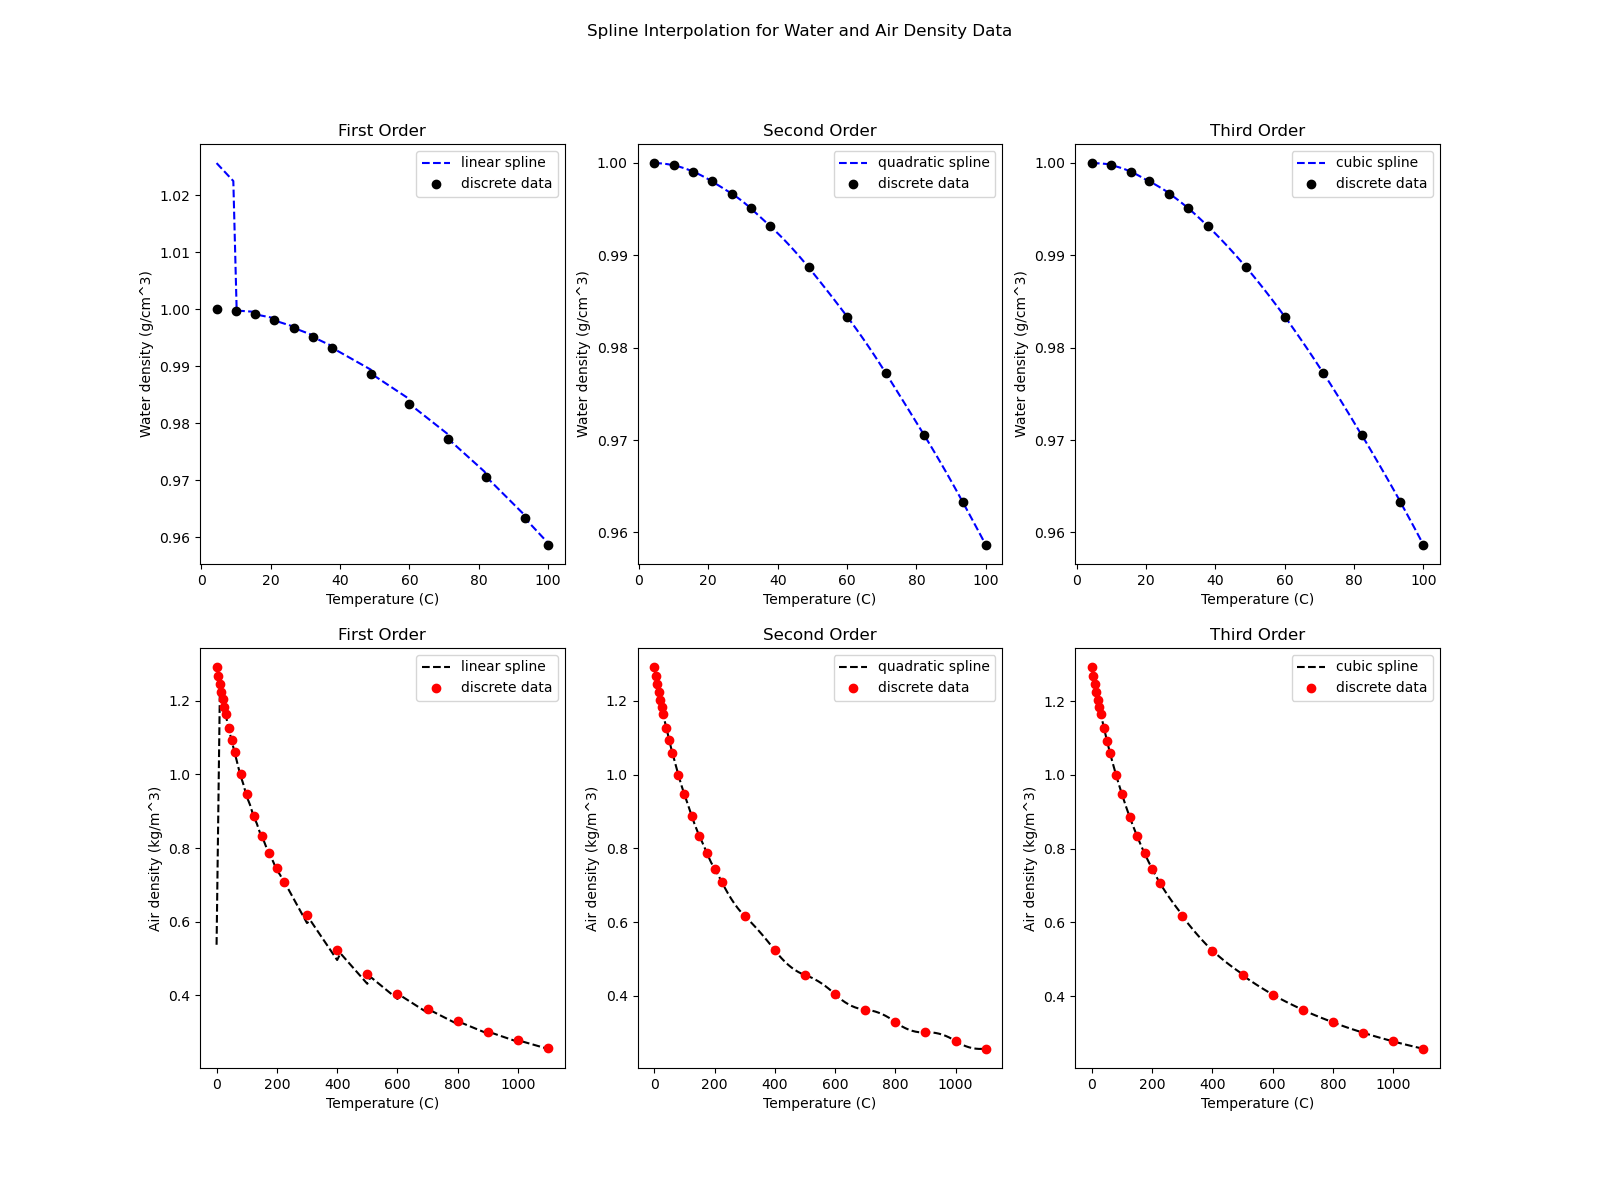 Spline Interpolation for Water and Air Density Data
First Order
linear spline
discrete data
1.02
1.01
1.00
0.99
0.98
0.97
0.96
Water density (g/cm^3)
0 20 40 60 80 100
Temperature (C)
Second Order
quadratic spline
discrete data
1.00
0.99
0.98
0.97
0.96
Water density (g/cm^3)
0 20 40 60 80 100
Temperature (C)
Third Order
cubic spline
discrete data
1.00
0.99
0.98
0.97
0.96
Water density (g/cm^3)
0 20 40 60 80 100
Temperature (C)
First Order
linear spline
discrete data
1.2
1.0
0.8
0.6
0.4
Air density (kg/m^3)
0 200 400 600 800 1000
Temperature (C)
Second Order
quadratic spline
discrete data
1.2
1.0
0.8
0.6
0.4
Air density (kg/m^3)
0 200 400 600 800 1000
Temperature (C)
Third Order
cubic spline
discrete data
1.2
1.0
0.8
0.6
0.4
Air density (kg/m^3)
0 200 400 600 800 1000
Temperature (C)